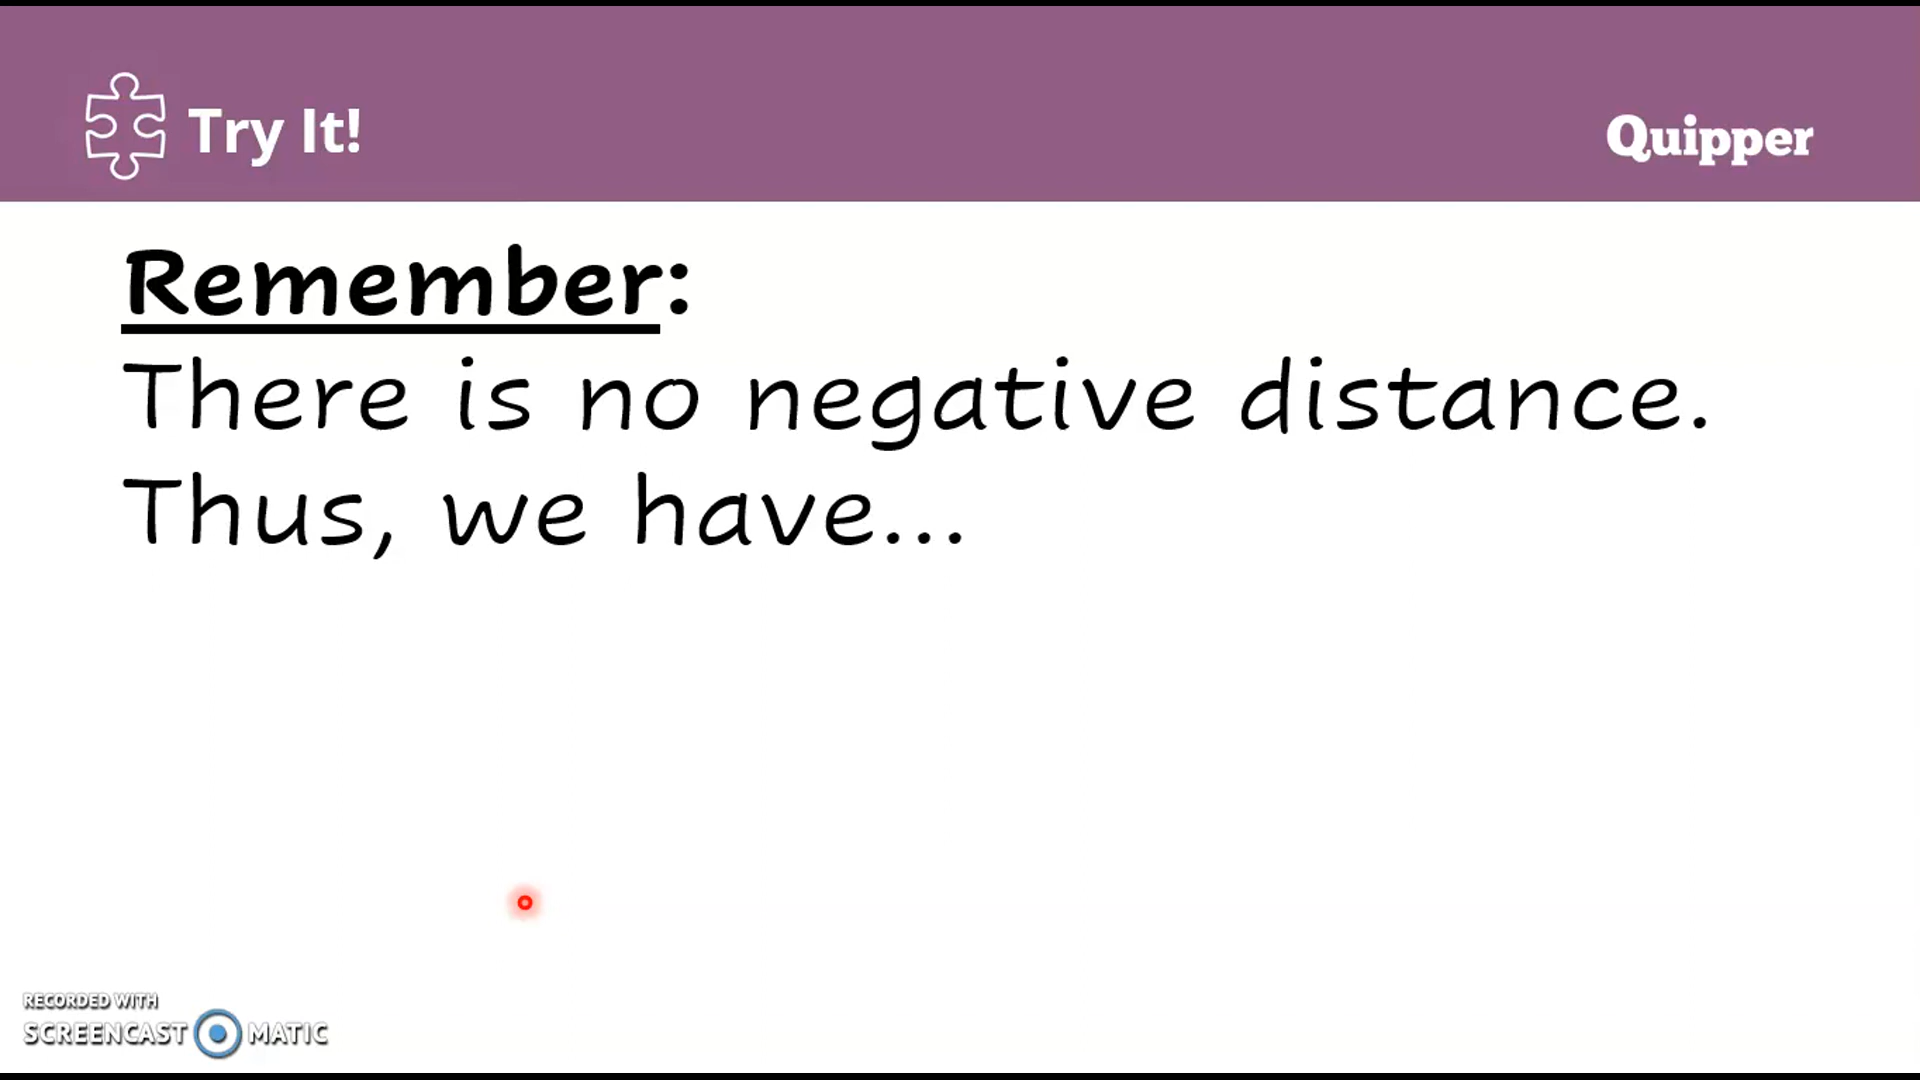 Try It!
Quipper
Remember:
There is no negative distance.
Thus, we have...
RECORDED WITH
SCREENCAST MATIC